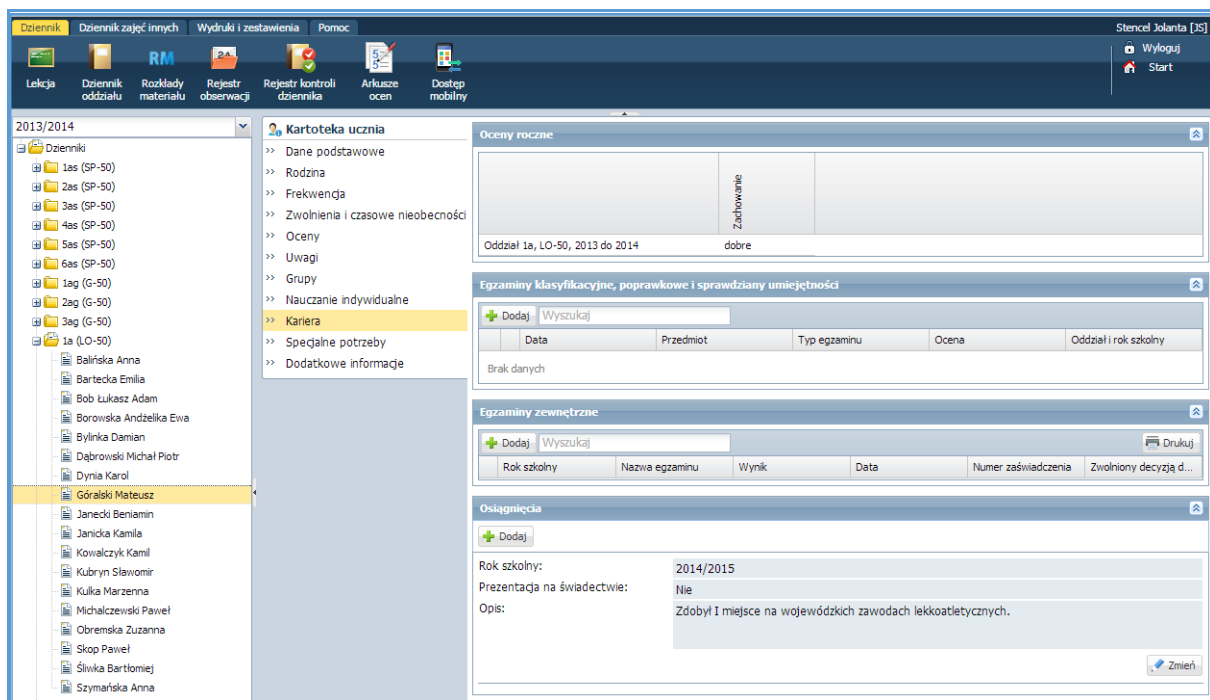 Dziennik Dziennik zajęć innych Wydruki i zestawienia Pomoc Stencel Jolanta [JS]
Lekcja
Dziennik oddziału
RM
Rozkłady materiału
2A
Rejestr obserwacji
Rejestr kontroli dziennika
Arkusze ocen
Dostęp mobilny
Wyloguj
Start
2013/2014
Dzienniki
1as (SP-50)
2as (SP-50)
3as (SP-50)
4as (SP-50)
5as (SP-50)
6as (SP-50)
1ag (G-50)
2ag (G-50)
3ag (G-50)
1a (LO-50)
Balińska Anna
Bartecka Emilia
Bob Łukasz Adam
Borowska Andżelika Ewa
Bylinka Damian
Dąbrowski Michał Piotr
Dynia Karol
Góralski Mateusz
Janecki Beniamin
Janicka Kamila
Kowalczyk Kamil
Kubryn Sławomir
Kulka Marzenna
Michalczewski Paweł
Obremska Zuzanna
Skop Paweł
Śliwka Bartłomiej
Szymańska Anna
Kartoteka ucznia
Dane podstawowe
Rodzina
Frekwencja
Zwolnienia i czasowe nieobecności
Oceny
Uwagi
Grupy
Nauczanie indywidualne
Kariera
Specjalne potrzeby
Dodatkowe informacje
Oceny roczne
Zachowanie
Oddział 1a, LO-50, 2013 do 2014 dobre
Egzaminy klasyfikacyjne, poprawkowe i sprawdziany umiejętności
Dodaj Wyszukaj
Data Przedmiot Typ egzaminu Ocena Oddział i rok szkolny
Brak danych
Egzaminy zewnętrzne
Dodaj Wyszukaj Drukuj
Rok szkolny Nazwa egzaminu Wynik Data Numer zaświadczenia Zwolniony decyzją d...
Osiągnięcia
Dodaj
Rok szkolny: 2014/2015
Prezentacja na świadectwie: Nie
Opis: Zdobył I miejsce na wojewódzkich zawodach lekkoatletycznych.
Zmień